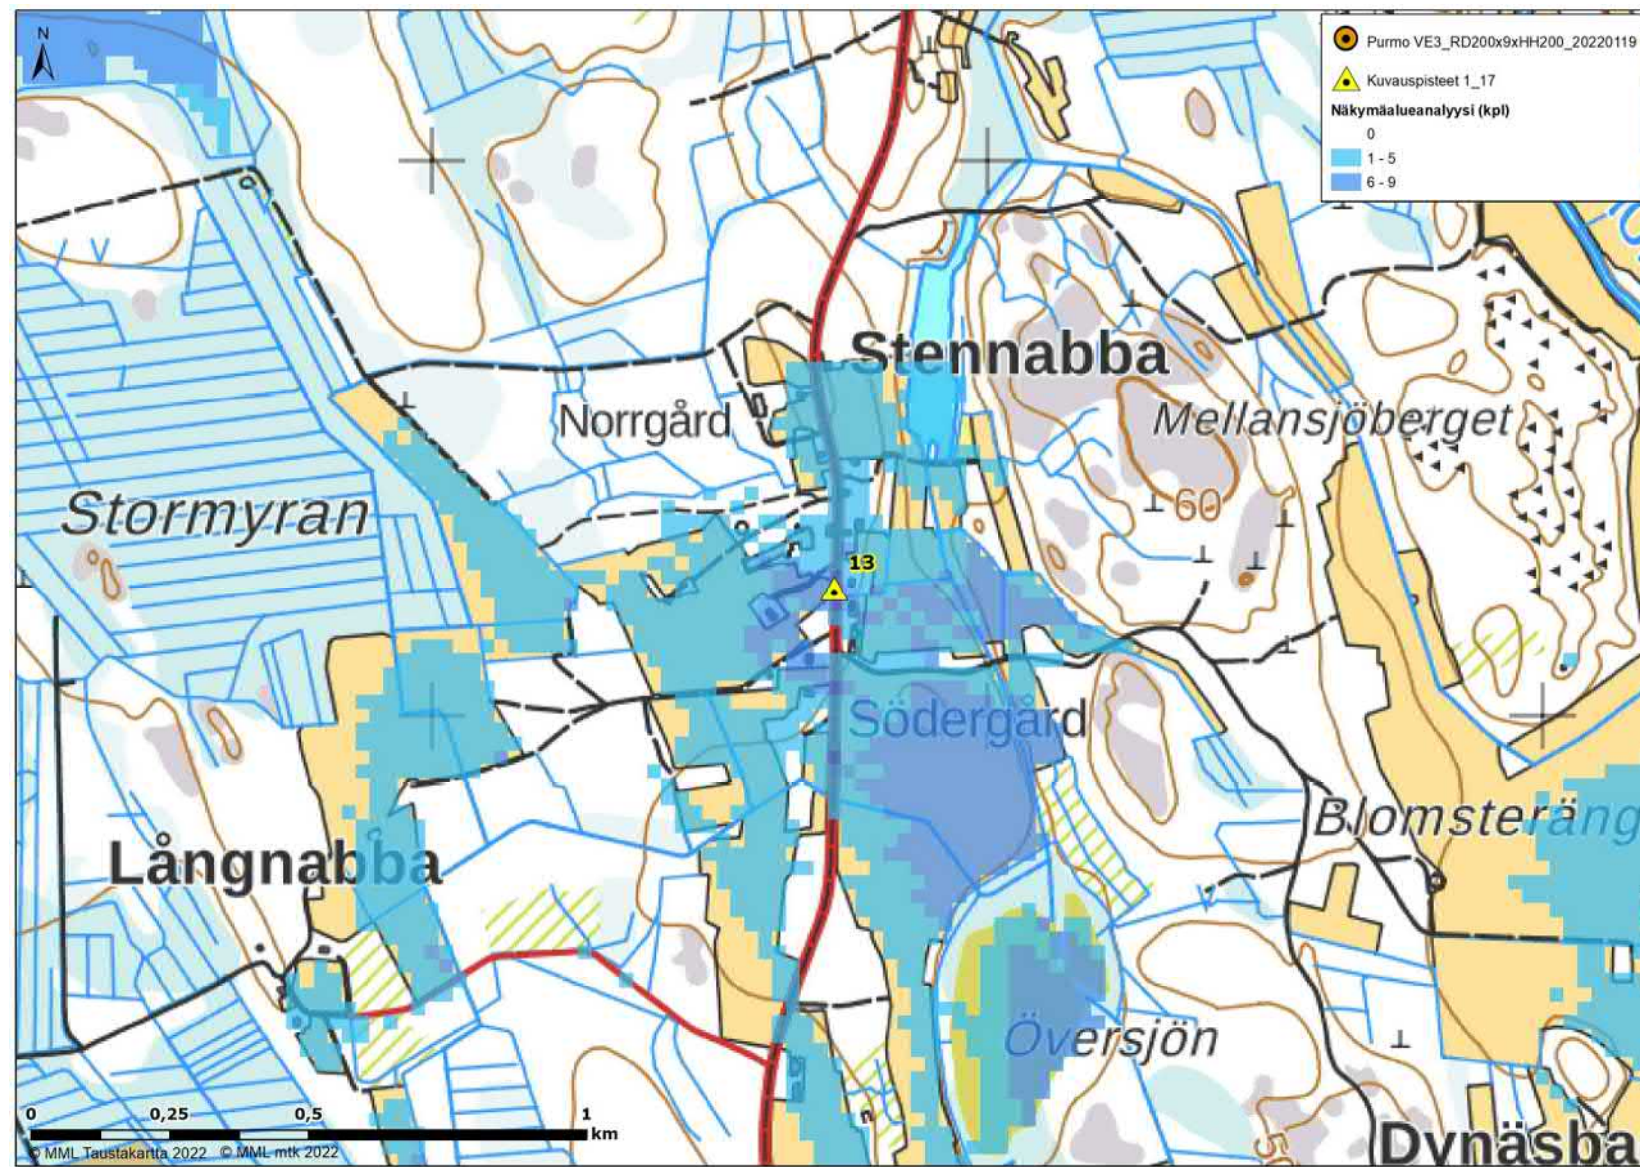 N
Purmo VE3_RD200x9xHH200_20220119
Kuvauspisteet 1_17
Näkymäalueanalyysi (kpl)
0
1 - 5
6 - 9
Stennabba
Norrgård
Mellansjöberget
Stormyran
60
13
Södergård
Blomsteräng
Långnabba
Översjön
0 0,25 0,5 1
km
© MML Taustakartta 2022 © MML mtk 2022
50
Dynäsba